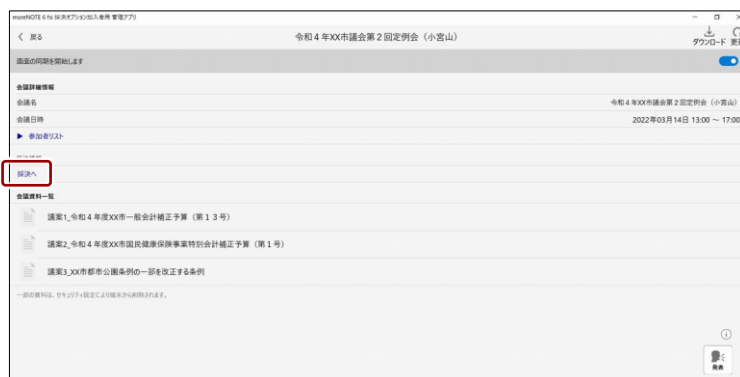 moreNOTE 6 for 採決オプション加入者用 管理アプリ
戻る
令和４年XX市議会第２回定例会（小宮山）
ダウンロード 更新
画面の同期を開始します
会議詳細情報
会議名 令和４年XX市議会第２回定例会（小宮山）
会議日時 2022年03月14日 13:00 ～ 17:00
▶ 参加者リスト
採決へ
会議資料一覧
議案1_令和４年度XX市一般会計補正予算（第１３号）
議案2_令和４年度XX市国民健康保険事業特別会計補正予算（第１号）
議案3_XX市都市公園条例の一部を改正する条例
一部の資料は、セキュリティ設定により端末から削除されます。
発表